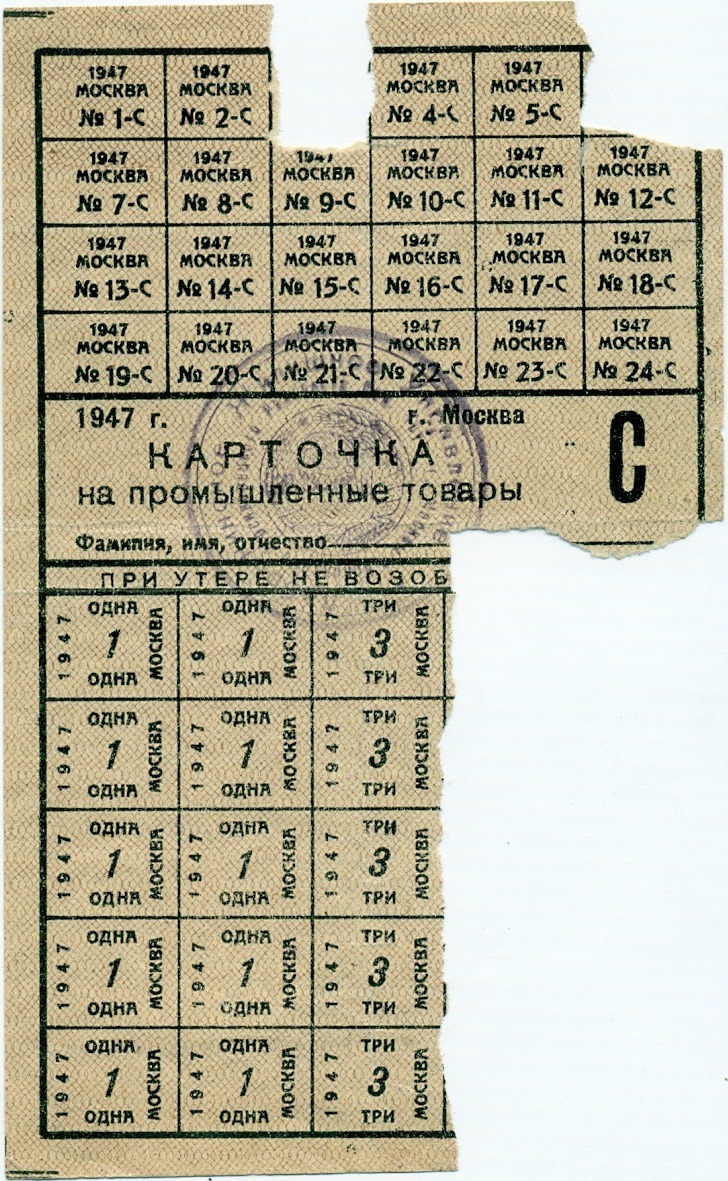 1947 1947 1947 1947
МОСКВА МОСКВА МОСКВА МОСКВА
№ 1-С № 2-С № 4-С № 5-С
1947 1947 1947 1947 1947 1947
МОСКВА МОСКВА МОСКВА МОСКВА МОСКВА МОСКВА
№ 7-С № 8-С № 9-С № 10-С № 11-С № 12-С
1947 1947 1947 1947 1947 1947
МОСКВА МОСКВА МОСКВА МОСКВА МОСКВА МОСКВА
№ 13-С № 14-С № 15-С № 16-С № 17-С № 18-С
1947 1947 1947 1947 1947 1947
МОСКВА МОСКВА МОСКВА МОСКВА МОСКВА МОСКВА
№ 19-С № 20-С № 21-С № 22-С № 23-С № 24-С
1947 г. г. Москва
КАРТОЧКА С
на промышленные товары
Фамилия, имя, отчество
ПРИ УТЕРЕ НЕ ВОЗОБ
ОДНА ОДНА ТРИ
1947 1 МОСКВА 1947 1 МОСКВА 1947 3 МОСКВА
ОДНА ОДНА ТРИ
ОДНА ОДНА ТРИ
1947 1 МОСКВА 1947 1 МОСКВА 1947 3 МОСКВА
ОДНА ОДНА ТРИ
ОДНА ОДНА ТРИ
1947 1 МОСКВА 1947 1 МОСКВА 1947 3 МОСКВА
ОДНА ОДНА ТРИ
ОДНА ОДНА ТРИ
1947 1 МОСКВА 1947 1 МОСКВА 1947 3 МОСКВА
ОДНА ОДНА ТРИ
ОДНА ОДНА ТРИ
1947 1 МОСКВА 1947 1 МОСКВА 1947 3 МОСКВА
ОДНА ОДНА ТРИ